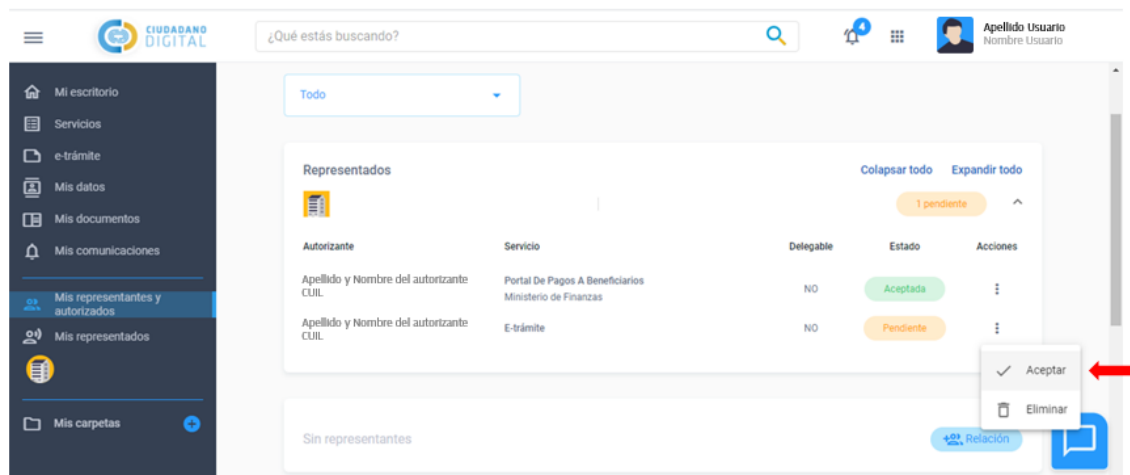 CIUDADANO
DIGITAL
¿Qué estás buscando?
4
Apellido Usuario
Nombre Usuario
Mi escritorio
Servicios
e-trámite
Mis datos
Mis documentos
Mis comunicaciones
Mis representantes y
autorizados
Mis representados
Mis carpetas
Todo
Representados
Colapsar todo
Expandir todo
1 pendiente
Autorizante
Servicio
Delegable
Estado
Acciones
Apellido y Nombre del autorizante
CUIL
Portal De Pagos A Beneficiarios
Ministerio de Finanzas
NO
Aceptada
Apellido y Nombre del autorizante
CUIL
E-trámite
NO
Pendiente
Aceptar
Eliminar
Sin representantes
Relación